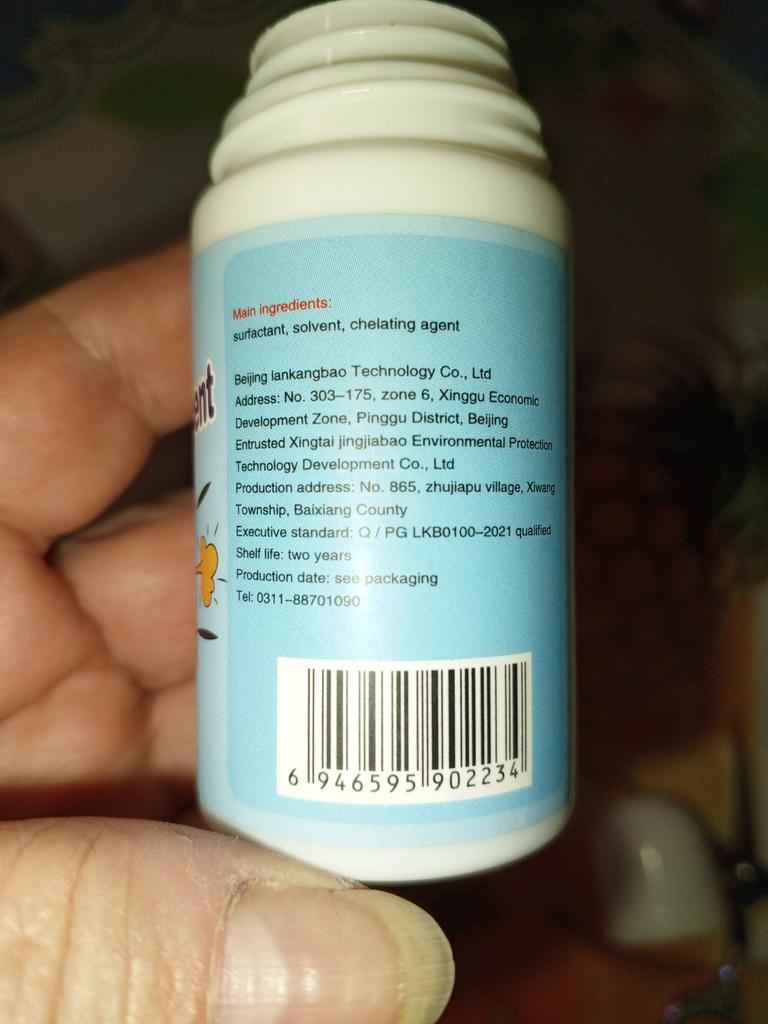 ent
Main ingredients:
surfactant, solvent, chelating agent
Beijing lankangbao Technology Co., Ltd
Address: No. 303–175, zone 6, Xinggu Economic
Development Zone, Pinggu District, Beijing
Entrusted Xingtai jingjiabao Environmental Protection
Technology Development Co., Ltd
Production address: No. 865, zhujiapu village, Xiwang
Township, Baixiang County
Executive standard: Q / PG LKB0100–2021 qualified
Shelf life: two years
Production date: see packaging
Tel: 0311–88701090
6 946595 902234